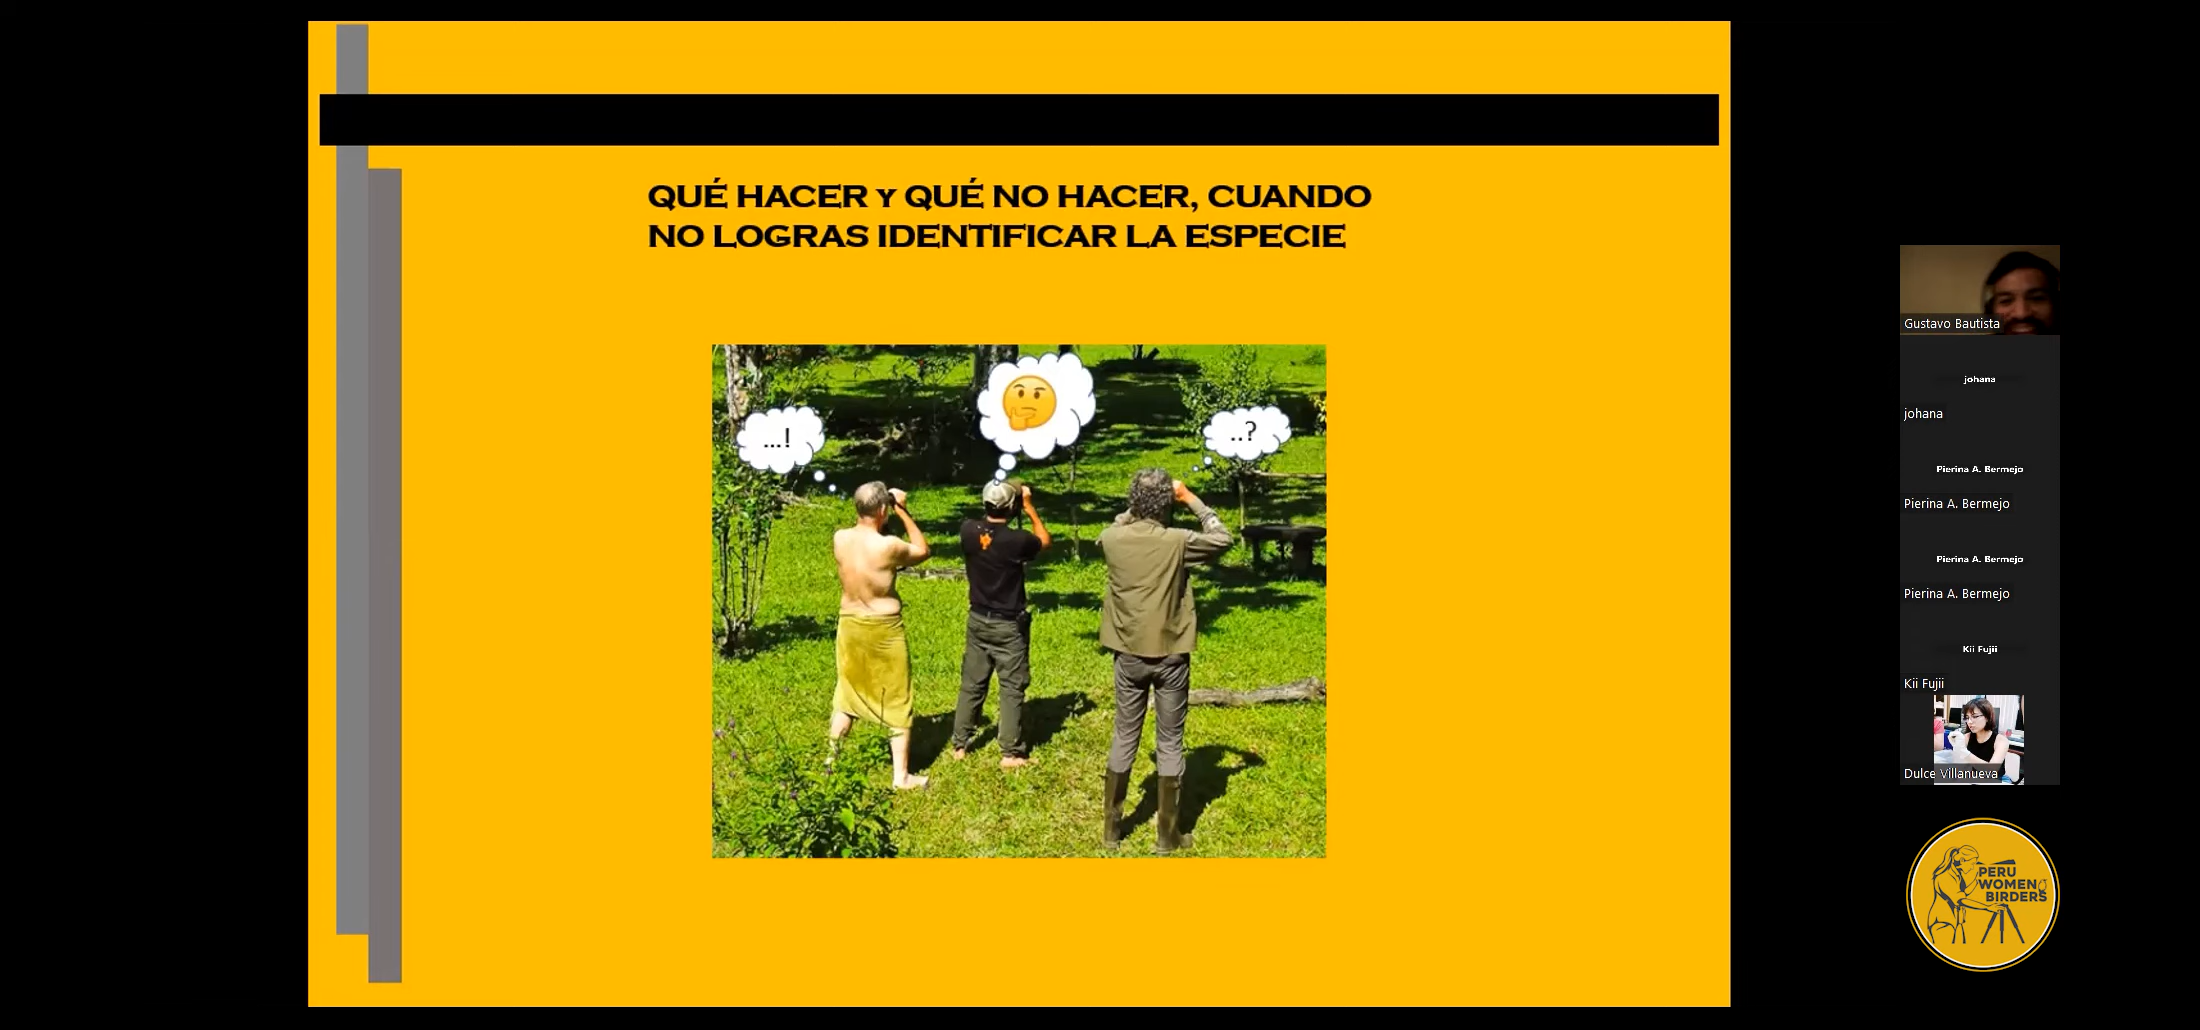 QUÉ HACER Y QUÉ NO HACER, CUANDO
NO LOGRAS IDENTIFICAR LA ESPECIE
...!
..?
Gustavo Bautista
johana
johana
Pierina A. Bermejo
Pierina A. Bermejo
Pierina A. Bermejo
Pierina A. Bermejo
Kii Fujii
Kii Fujii
Dulce Villanueva
PERU
WOMEN
BIRDERS